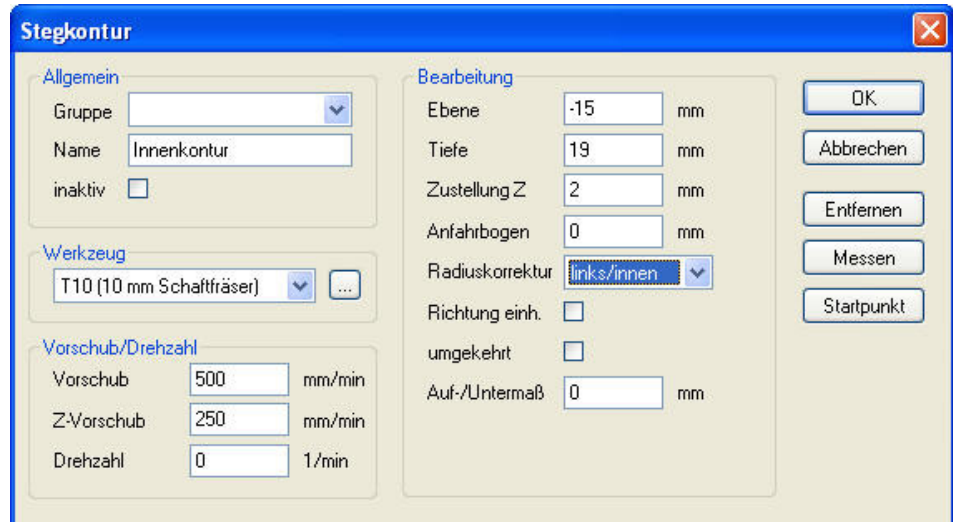 Stegkontur
Allgemein
Gruppe
Name Innenkontur
inaktiv
Werkzeug
T10 (10 mm Schaftfräser) ...
Vorschub/Drehzahl
Vorschub 500 mm/min
Z-Vorschub 250 mm/min
Drehzahl 0 1/min
Bearbeitung
Ebene -15 mm
Tiefe 19 mm
Zustellung Z 2 mm
Anfahrbogen 0 mm
Radiuskorrektur links/innen
Richtung einh.
umgekehrt
Auf-/Untermaß 0 mm
OK
Abbrechen
Entfernen
Messen
Startpunkt